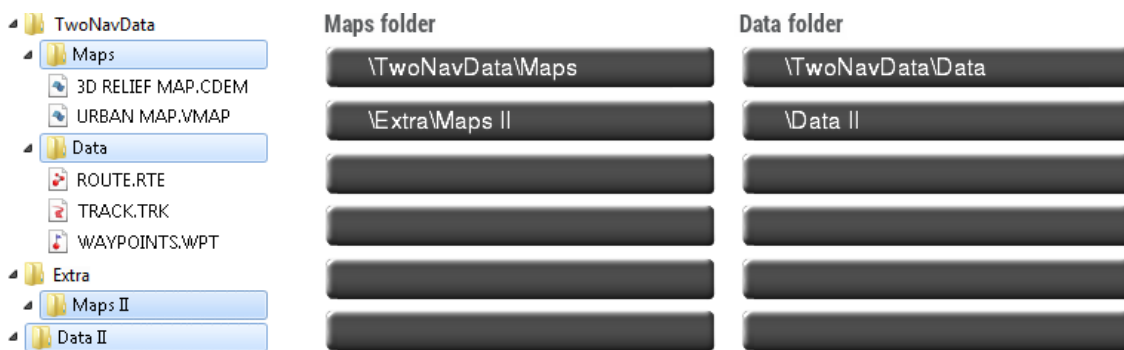 TwoNavData
Maps
3D RELIEF MAP.CDEM
URBAN MAP.VMAP
Data
ROUTE.RTE
TRACK.TRK
WAYPOINTS.WPT
Extra
Maps II
Data II
Maps folder
\TwoNavData\Maps
\Extra\Maps II
Data folder
\TwoNavData\Data
\Data II